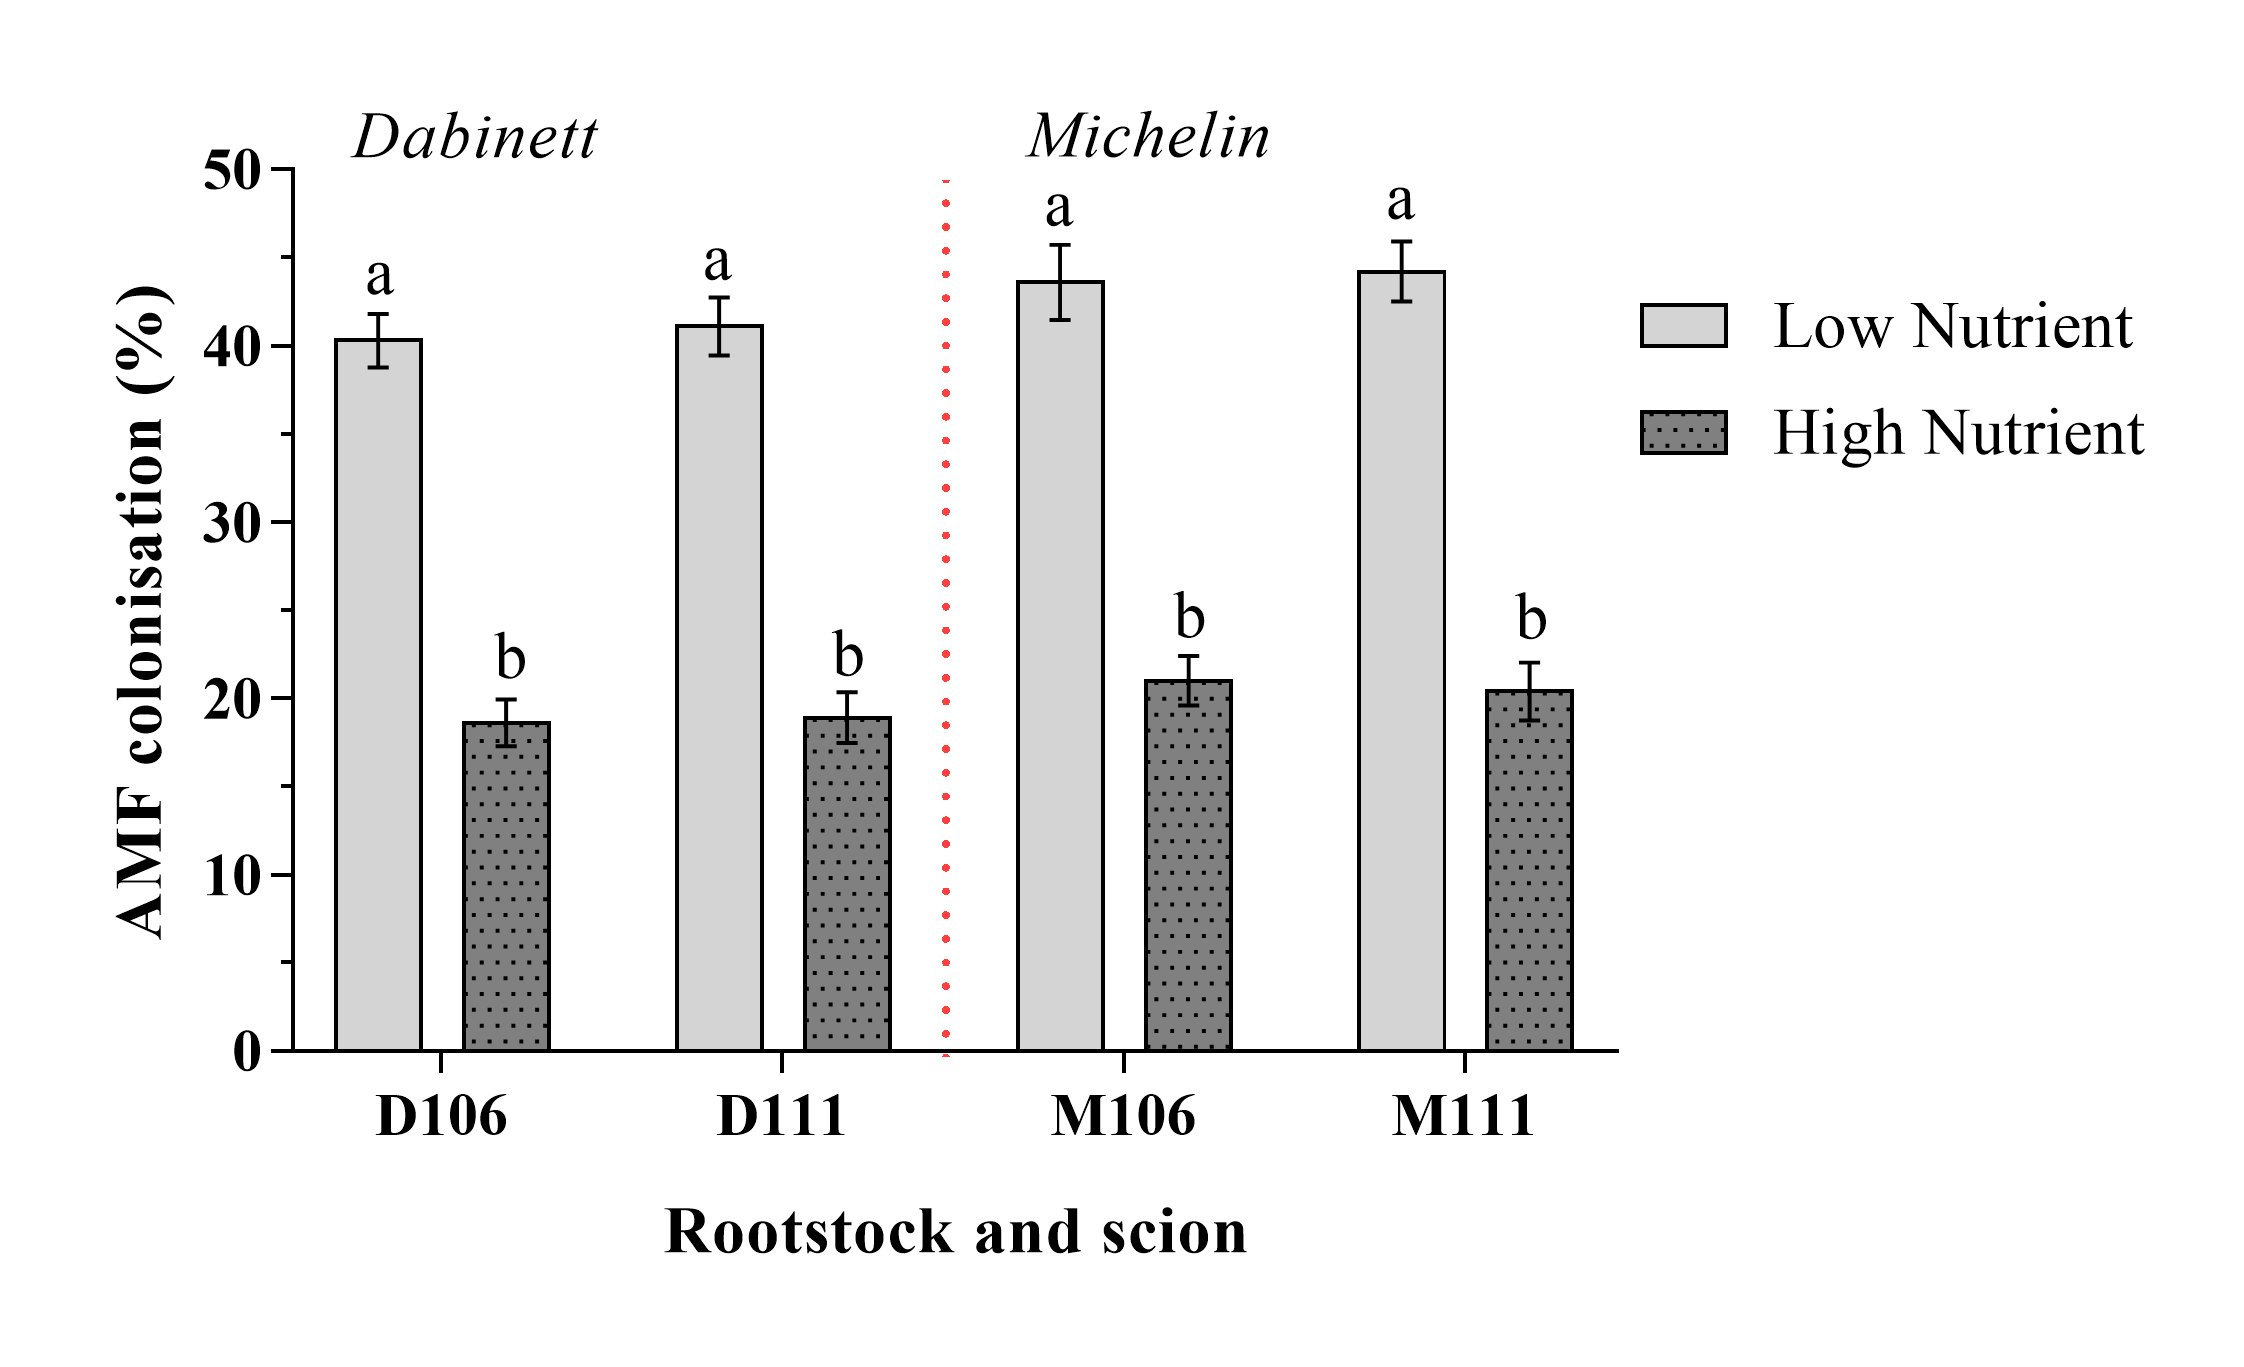 Dabinett
Michelin
50
40
30
20
10
0
AMF colonisation (%)
a
b
a
b
a
b
a
b
Low Nutrient
High Nutrient
D106
D111
M106
M111
Rootstock and scion